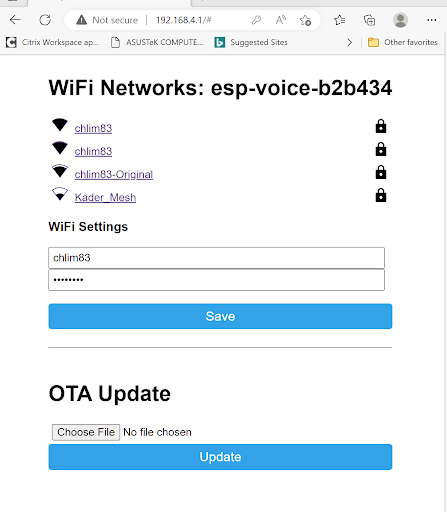 Not secure | 192.168.4.1/#
Citrix Workspace ap... ASUSTeK COMPUTE... Suggested Sites Other favorites
WiFi Networks: esp-voice-b2b434
chlim83
chlim83
chlim83-Original
Kader_Mesh
WiFi Settings
chlim83
••••••••
Save
OTA Update
Choose File No file chosen
Update